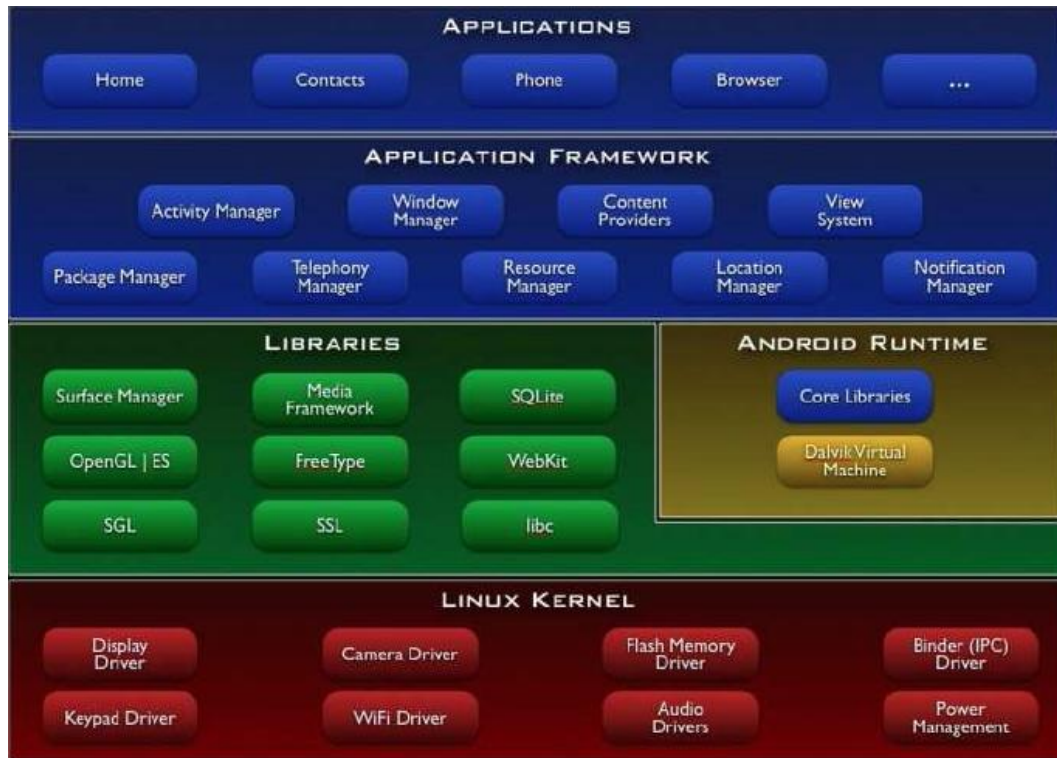 APPLICATIONS
Home
Contacts
Phone
Browser
...
APPLICATION FRAMEWORK
Activity Manager
Window
Manager
Content
Providers
View
System
Package Manager
Telephony
Manager
Resource
Manager
Location
Manager
Notification
Manager
LIBRARIES
Surface Manager
Media
Framework
SQLite
OpenGL | ES
FreeType
WebKit
SGL
SSL
libc
ANDROID RUNTIME
Core Libraries
Dalvik Virtual
Machine
LINUX KERNEL
Display
Driver
Camera Driver
Flash Memory
Driver
Binder (IPC)
Driver
Keypad Driver
WiFi Driver
Audio
Drivers
Power
Management